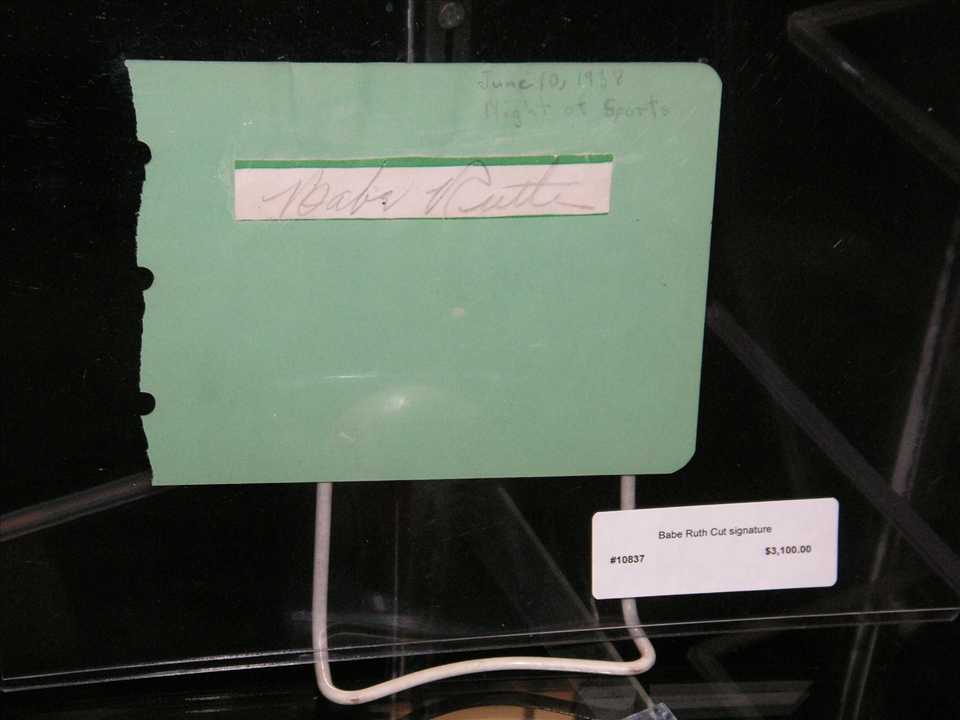 June 10, 1938
Night of Sports
Babe Ruth
Babe Ruth Cut signature
#10837 $3,100.00